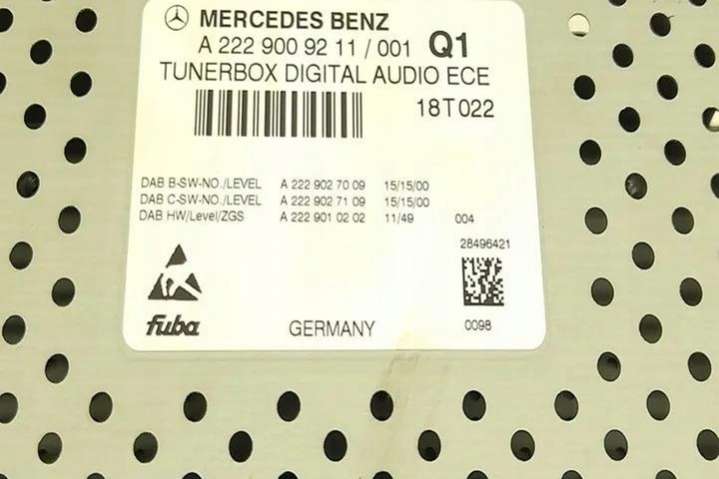 MERCEDES BENZ
A 222 900 92 11 / 001 Q1
TUNERBOX DIGITAL AUDIO ECE
18T022
DAB B-SW-NO./LEVEL A 222 902 70 09 15/15/00
DAB C-SW-NO./LEVEL A 222 902 71 09 15/15/00
DAB HW/Level/ZGS A 222 901 02 02 11/49 004
28496421
fuba GERMANY 0098